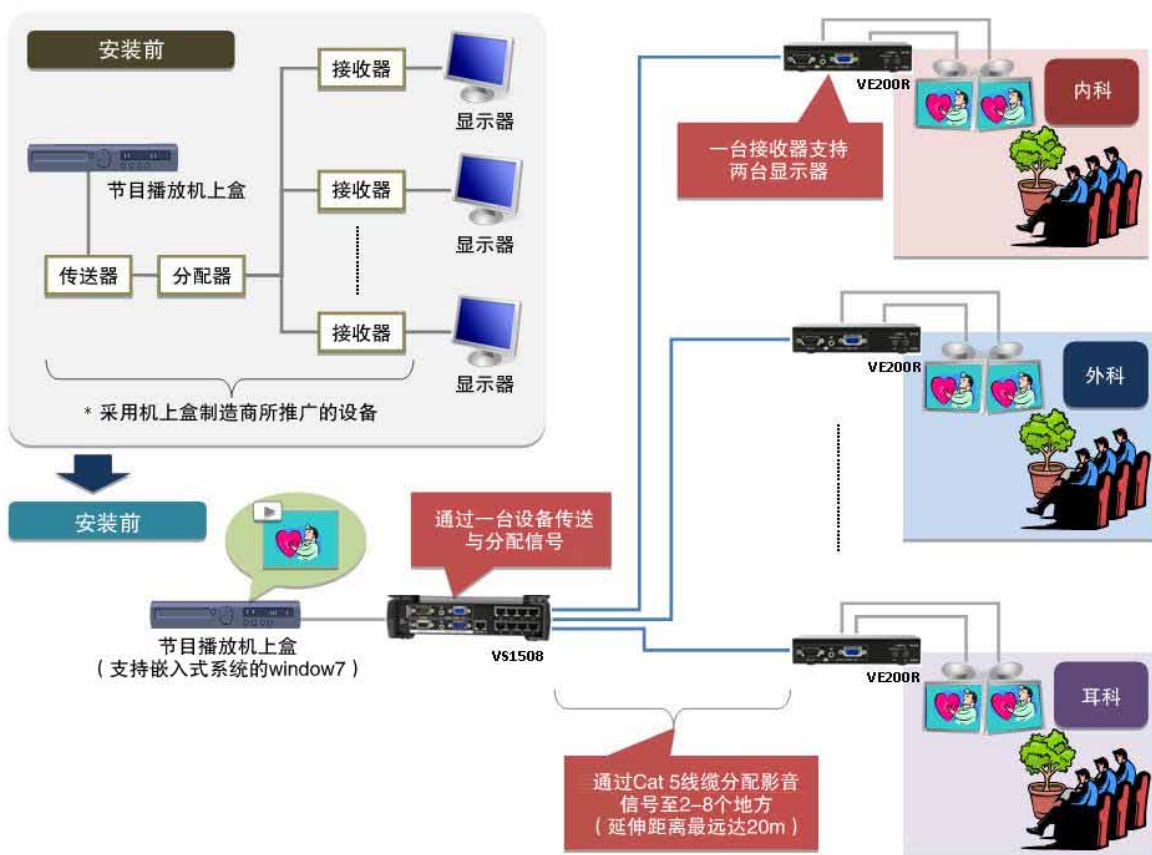 安装前
节目播放机上盒
传送器
分配器
接收器
显示器
接收器
显示器
接收器
显示器
* 采用机上盒制造商所推广的设备
安装前
节目播放机上盒
（支持嵌入式系统的window7）
通过一台设备传送
与分配信号
VS1508
通过Cat 5线缆分配影音
信号至2-8个地方
（延伸距离最远达20m）
VE200R
一台接收器支持
两台显示器
内科
VE200R
外科
VE200R
耳科